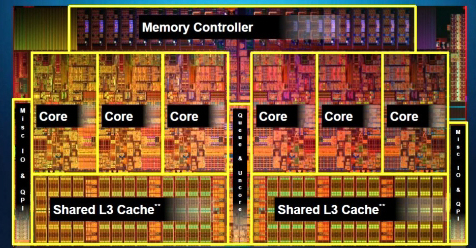 Memory Controller
Core
Core
Core
Core
Core
Core
Misc IO & QPI
Queue & Uncore
Misc IO & QPI
Shared L3 Cache**
Shared L3 Cache**